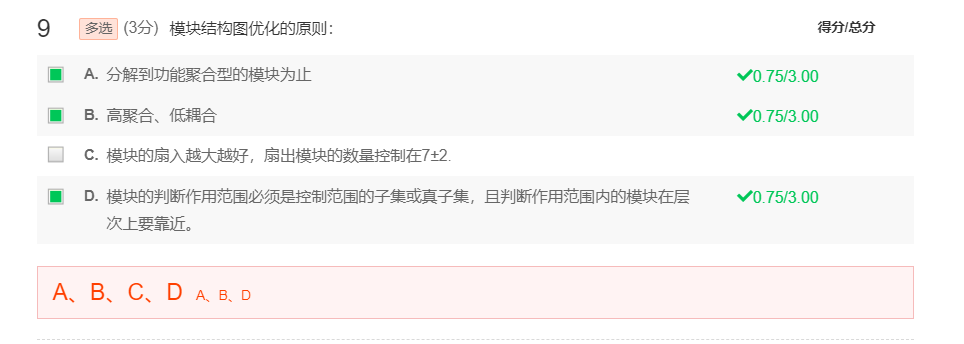 9 多选 (3分) 模块结构图优化的原则： 得分/总分
A. 分解到功能聚合型的模块为止 0.75/3.00
B. 高聚合、低耦合 0.75/3.00
C. 模块的扇入越大越好，扇出模块的数量控制在7±2.
D. 模块的判断作用范围必须是控制范围的子集或真子集，且判断作用范围内的模块在层 0.75/3.00
次上要靠近。
A、B、C、D A、B、D